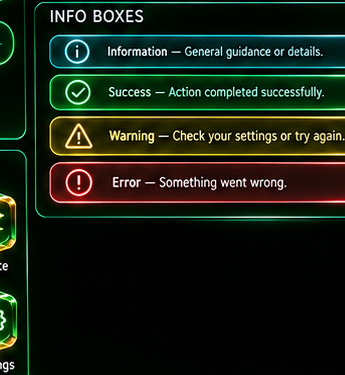 INFO BOXES
Information — General guidance or details.
Success — Action completed successfully.
Warning — Check your settings or try again.
Error — Something went wrong.